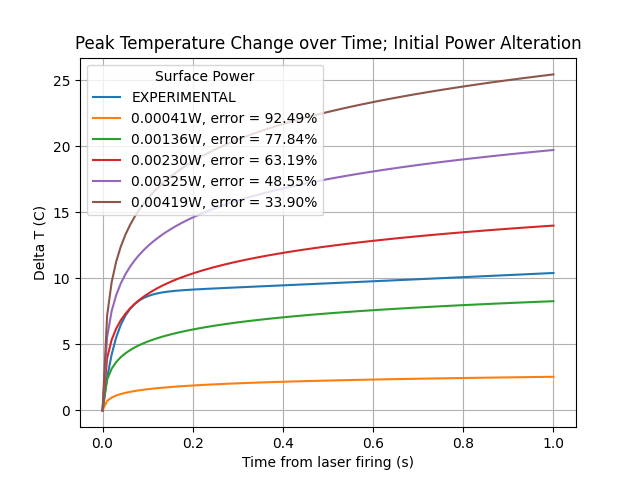 Peak Temperature Change over Time; Initial Power Alteration
Surface Power
EXPERIMENTAL
0.00041W, error = 92.49%
0.00136W, error = 77.84%
0.00230W, error = 63.19%
0.00325W, error = 48.55%
0.00419W, error = 33.90%
25
20
15
10
5
0
Delta T (C)
0.0
0.2
0.4
0.6
0.8
1.0
Time from laser firing (s)